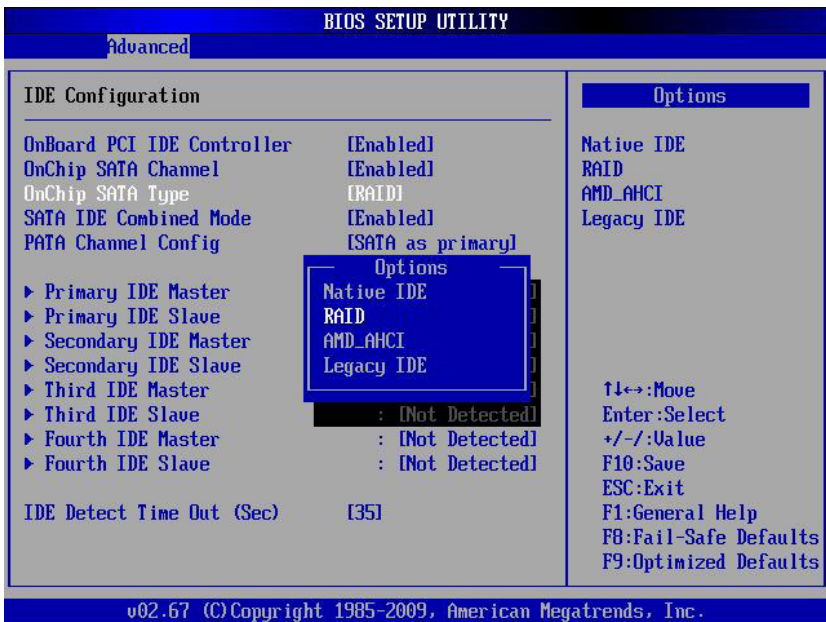 BIOS SETUP UTILITY
Advanced
IDE Configuration
OnBoard PCI IDE Controller [Enabled]
OnChip SATA Channel [Enabled]
OnChip SATA Type [RAID]
SATA IDE Combined Mode [Enabled]
PATA Channel Config [SATA as primary]
▶ Primary IDE Master ]
▶ Primary IDE Slave
▶ Secondary IDE Master ]
▶ Secondary IDE Slave ]
▶ Third IDE Master ]
▶ Third IDE Slave : [Not Detected]
▶ Fourth IDE Master : [Not Detected]
▶ Fourth IDE Slave : [Not Detected]
IDE Detect Time Out (Sec) [35]
Options
Native IDE
RAID
AMD_AHCI
Legacy IDE
Options
Native IDE
RAID
AMD_AHCI
Legacy IDE
↑↓←→:Move
Enter:Select
+/-/:Value
F10:Save
ESC:Exit
F1:General Help
F8:Fail-Safe Defaults
F9:Optimized Defaults
v02.67 (C)Copyright 1985-2009, American Megatrends, Inc.